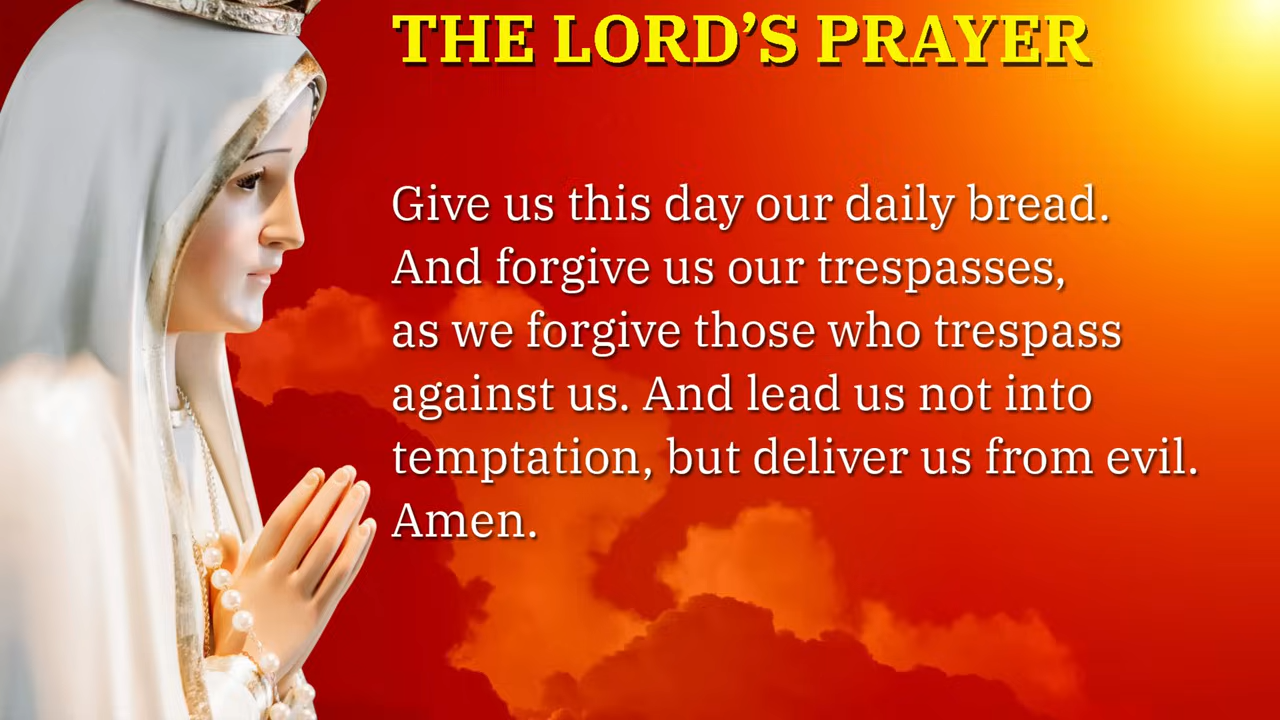 THE LORD’S PRAYER
Give us this day our daily bread.
And forgive us our trespasses,
as we forgive those who trespass
against us. And lead us not into
temptation, but deliver us from evil.
Amen.